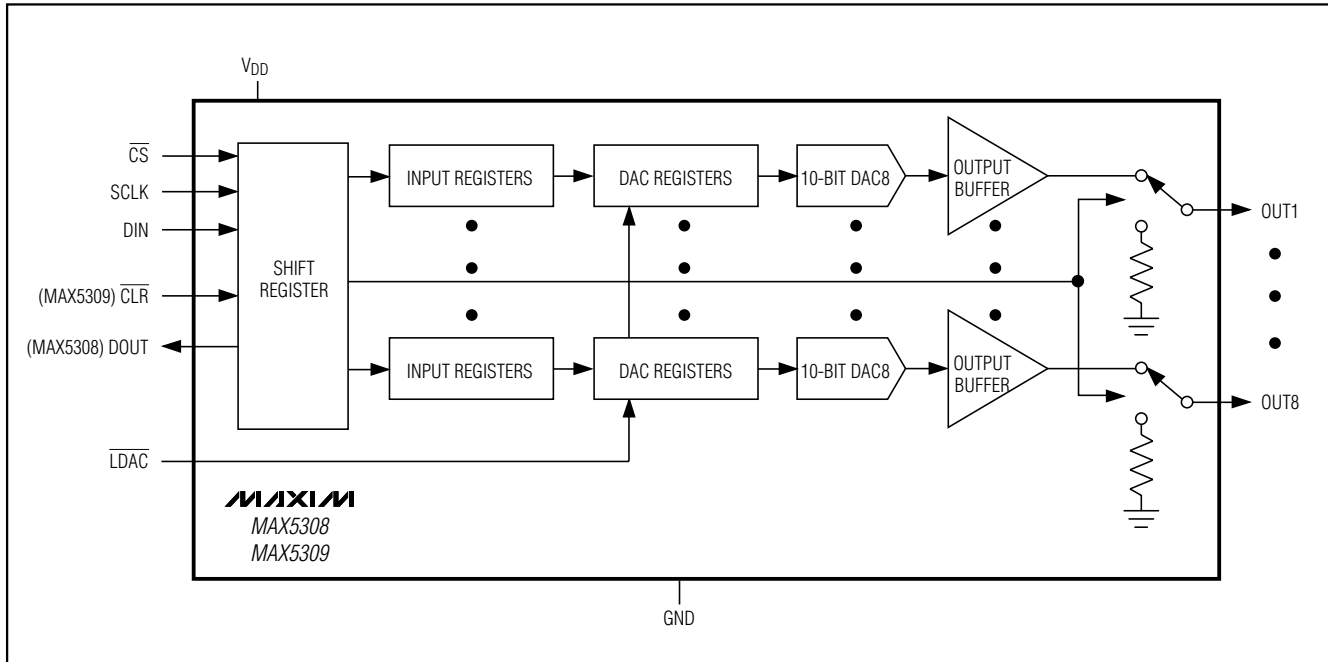 VDD
CS
SCLK
DIN
(MAX5309) CLR
(MAX5308) DOUT
LDAC
SHIFT
REGISTER
INPUT REGISTERS
DAC REGISTERS
10-BIT DAC8
OUTPUT
BUFFER
OUT1
INPUT REGISTERS
DAC REGISTERS
10-BIT DAC8
OUTPUT
BUFFER
OUT8
MAXIM
MAX5308
MAX5309
GND